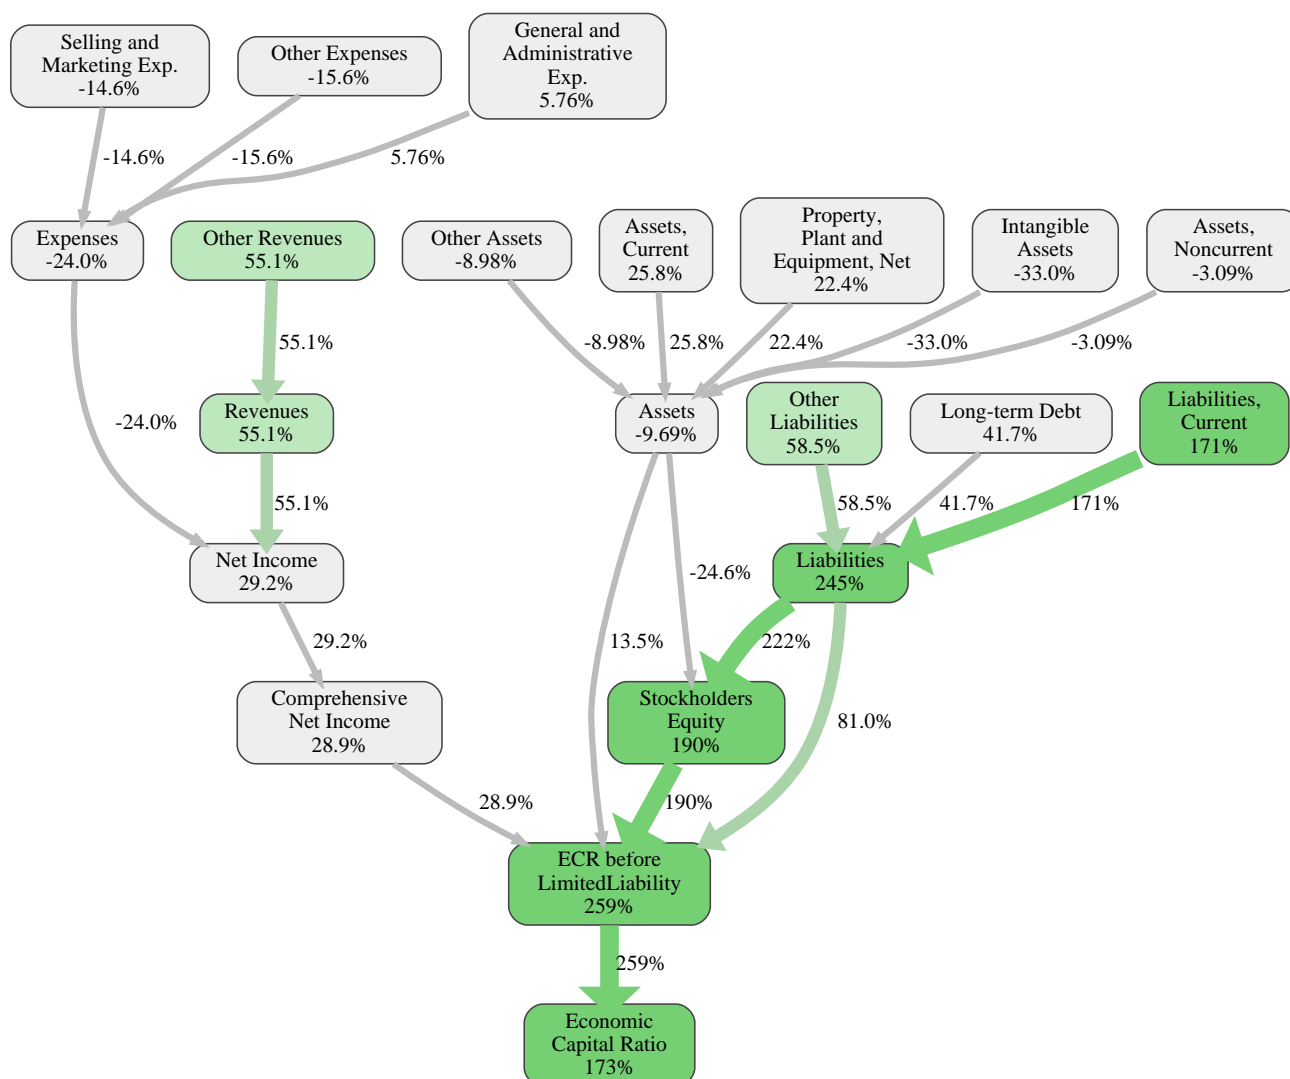 Selling and
Marketing Exp.
-14.6%
Other Expenses
-15.6%
General and
Administrative
Exp.
5.76%
-14.6%
-15.6%
5.76%
Expenses
-24.0%
Other Revenues
55.1%
Other Assets
-8.98%
Assets,
Current
25.8%
Property,
Plant and
Equipment, Net
22.4%
Intangible
Assets
-33.0%
Assets,
Noncurrent
-3.09%
55.1%
-8.98%
25.8%
22.4%
-33.0%
-3.09%
-24.0%
Revenues
55.1%
Assets
-9.69%
Other
Liabilities
58.5%
Long-term Debt
41.7%
Liabilities,
Current
171%
55.1%
58.5%
41.7%
171%
Net Income
29.2%
-24.6%
Liabilities
245%
29.2%
13.5%
222%
Comprehensive
Net Income
28.9%
Stockholders
Equity
190%
81.0%
28.9%
190%
ECR before
LimitedLiability
259%
259%
Economic
Capital Ratio
173%